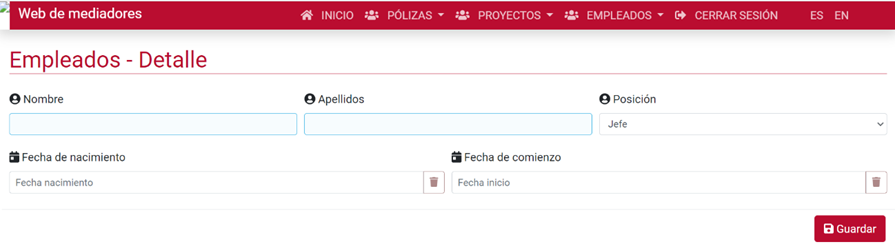 Web de mediadores INICIO PÓLIZAS PROYECTOS EMPLEADOS CERRAR SESIÓN ES EN
Empleados - Detalle
Nombre Apellidos Posición
Jefe
Fecha de nacimiento Fecha de comienzo
Fecha nacimiento Fecha inicio
Guardar